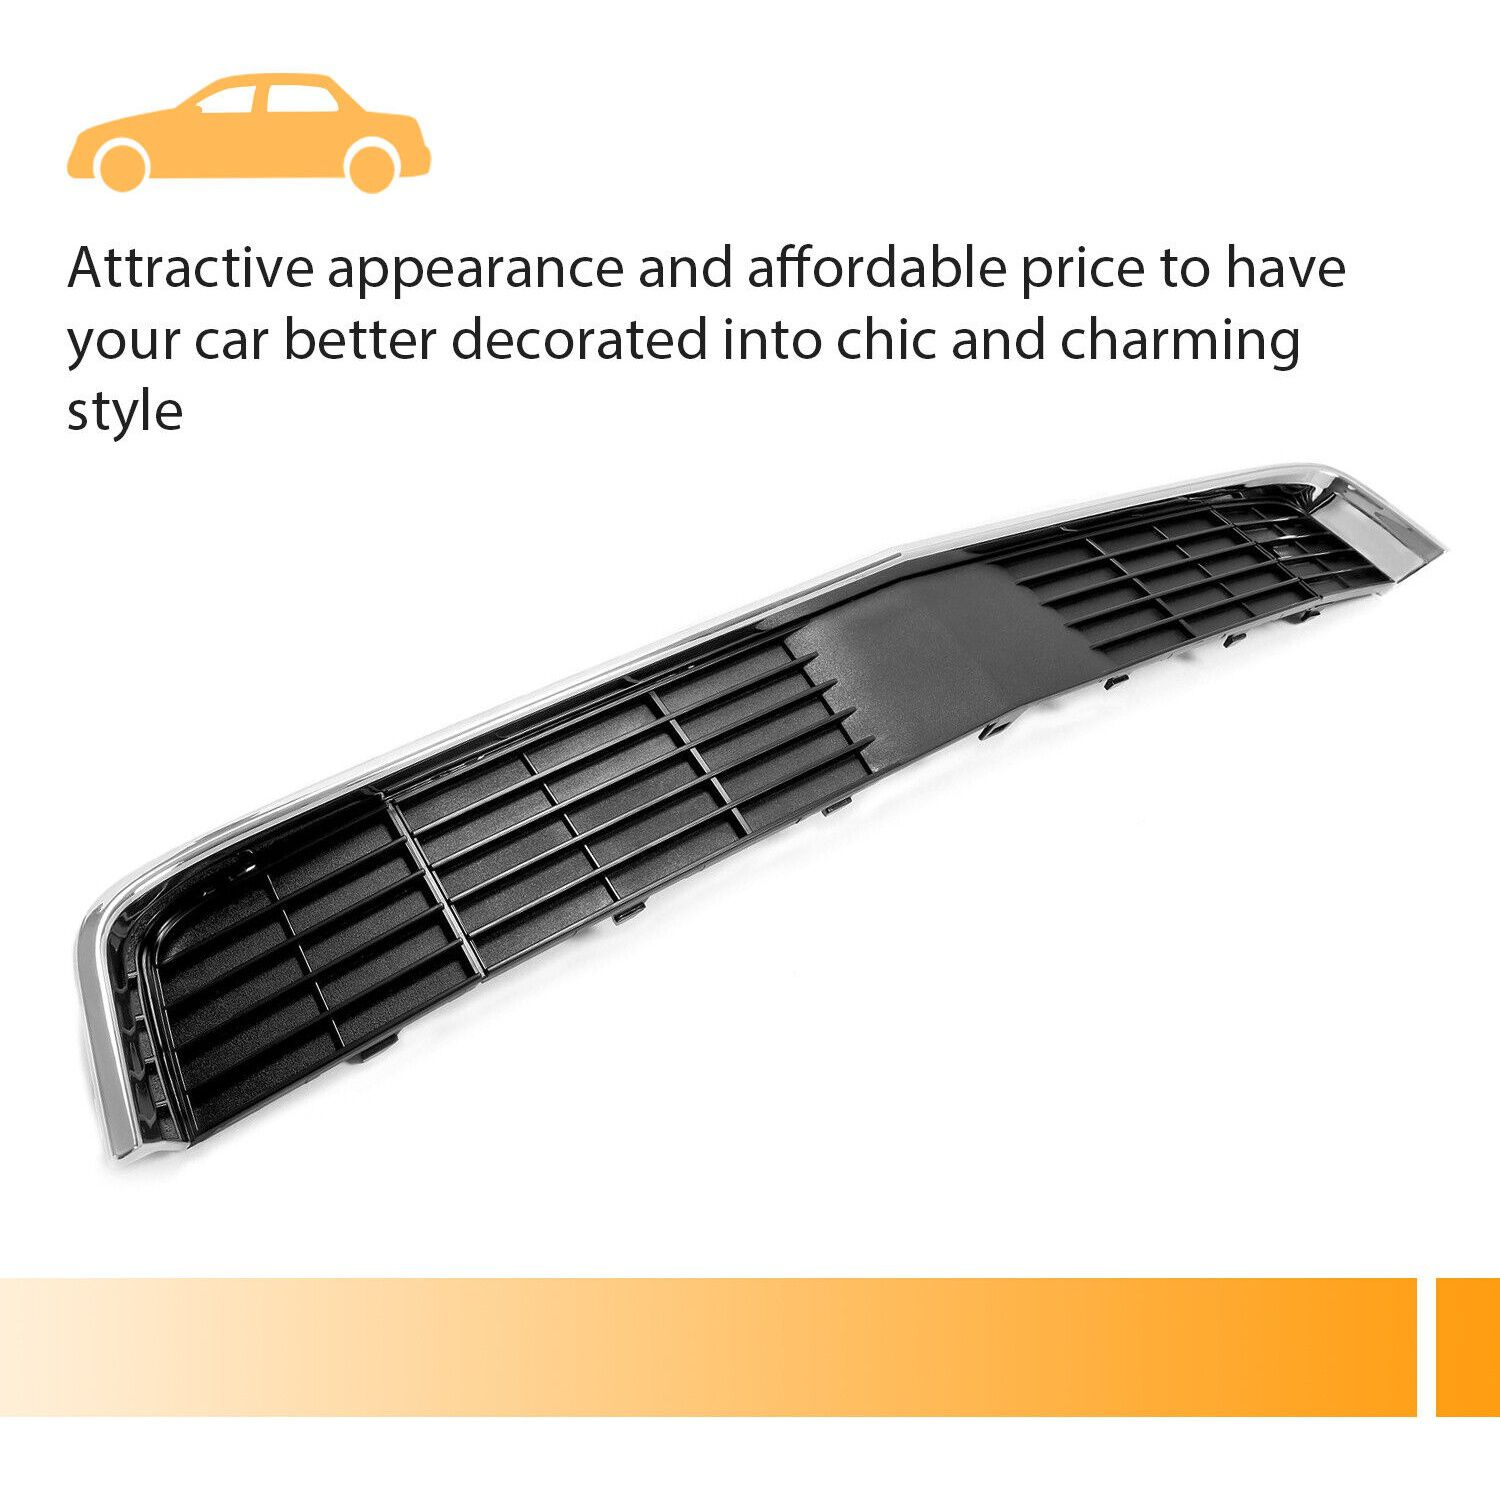 Attractive appearance and affordable price to have
your car better decorated into chic and charming
style